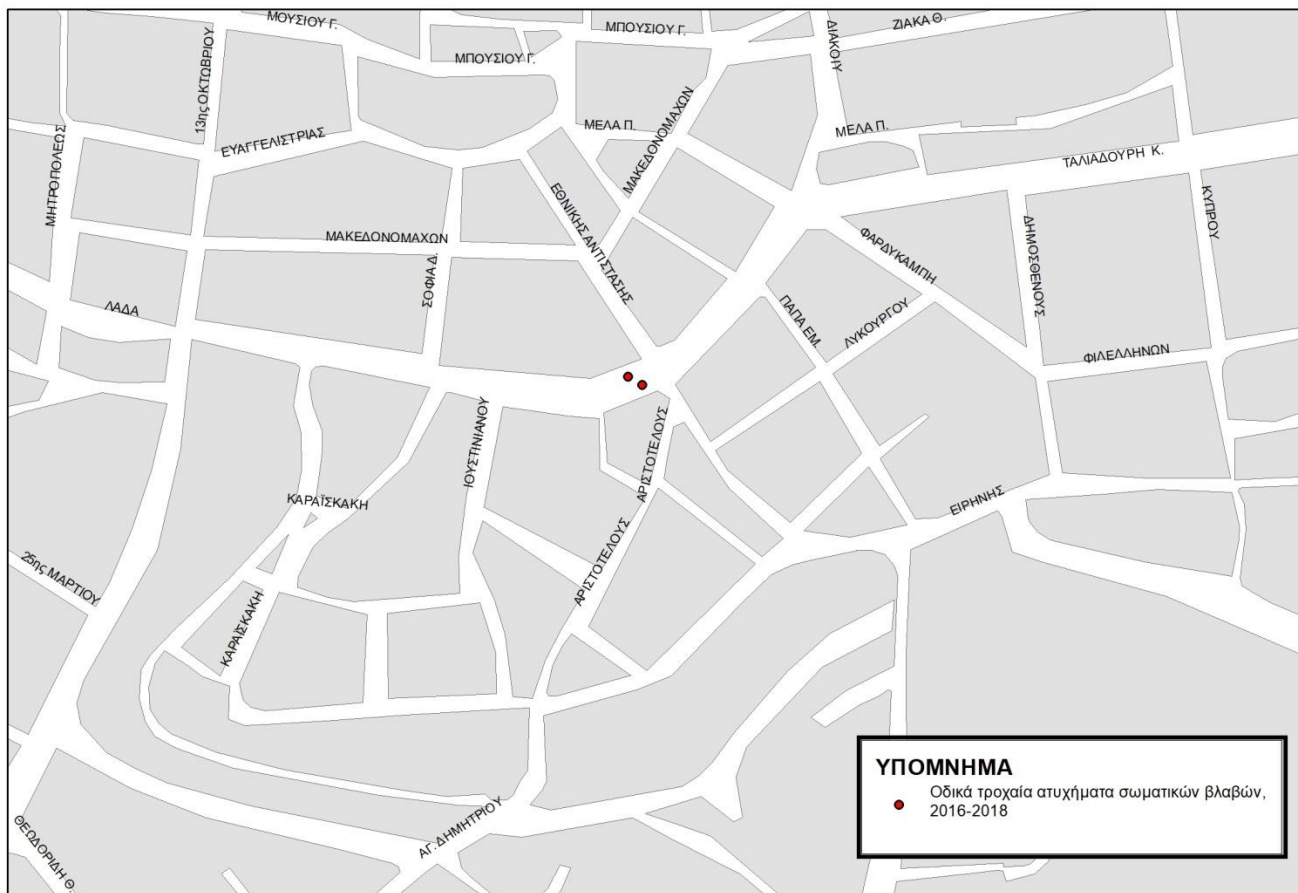 ΜΟΥΣΙΟΥ Γ.
ΜΠΟΥΣΙΟΥ Γ.
ΖΙΑΚΑ Θ.
ΜΠΟΥΣΙΟΥ Γ.
ΔΙΑΚΟΙΥ
13ης ΟΚΤΩΒΡΙΟΥ
ΕΥΑΓΓΕΛΙΣΤΡΙΑΣ
ΜΕΛΑ Π.
ΜΑΚΕΔΟΝΟΜΑΧΩΝ
ΜΕΛΑ Π.
ΤΑΛΙΑΔΟΥΡΗ Κ.
ΜΗΤΡΟΠΟΛΕΩΣ
ΕΘΝΙΚΗΣ ΑΝΤΙΣΤΑΣΗΣ
ΚΥΠΡΟΥ
ΜΑΚΕΔΟΝΟΜΑΧΩΝ
ΣΟΦΙΑ Δ.
ΦΑΡΔΥΚΑΜΠΗ
ΔΗΜΟΣΘΕΝΟΥΣ
ΛΑΔΑ
ΠΑΠΑ ΕΜ.
ΛΥΚΟΥΡΓΟΥ
ΦΙΛΕΛΛΗΝΩΝ
ΙΟΥΣΤΙΝΙΑΝΟΥ
ΑΡΙΣΤΟΤΕΛΟΥΣ
ΚΑΡΑΪΣΚΑΚΗ
ΕΙΡΗΝΗΣ
ΑΡΙΣΤΟΤΕΛΟΥΣ
25ης ΜΑΡΤΙΟΥ
ΚΑΡΑΪΣΚΑΚΗ
ΑΓ. ΔΗΜΗΤΡΙΟΥ
ΘΕΩΔΟΡΙΔΗ Θ.
ΥΠΟΜΝΗΜΑ
Οδικά τροχαία ατυχήματα σωματικών βλαβών,
2016-2018